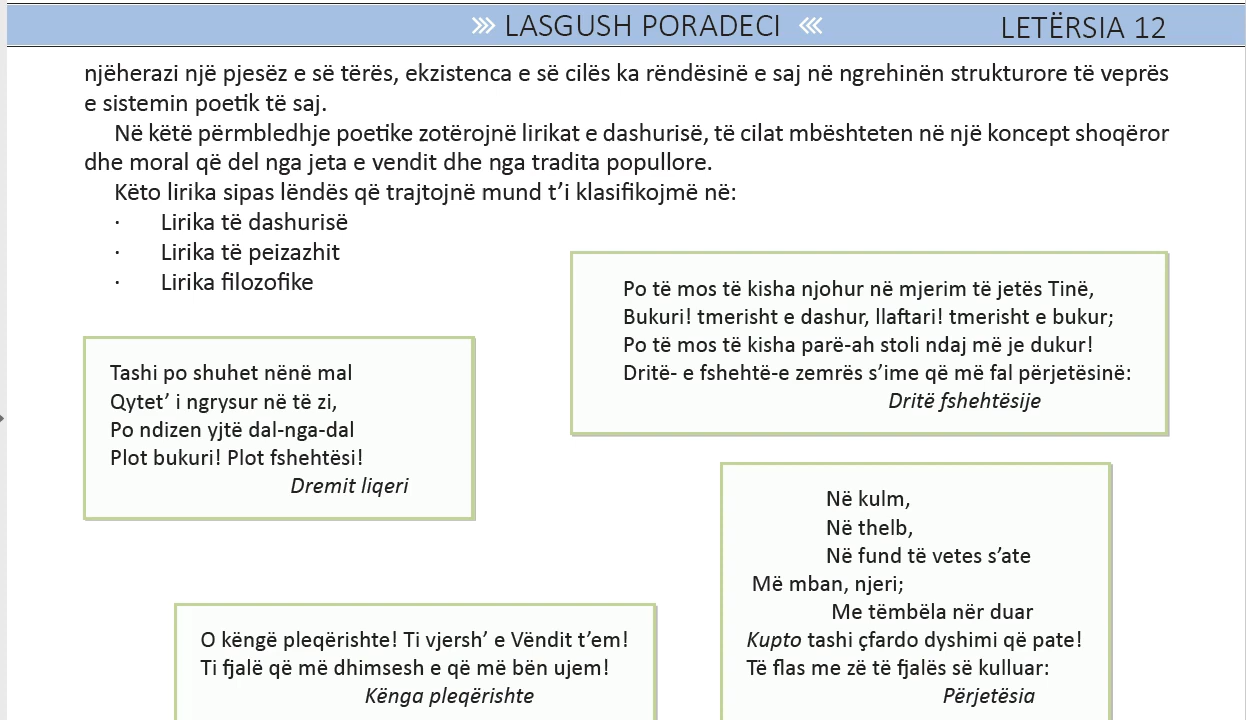 LASGUSH PORADECI
LETËRSIA 12
njëherazi një pjesëz e së tërës, ekzistenca e së cilës ka rëndësinë e saj në ngrehinën strukturore të veprës
e sistemin poetik të saj.
Në këtë përmbledhje poetike zotërojnë lirikat e dashurisë, të cilat mbështeten në një koncept shoqëror
dhe moral që del nga jeta e vendit dhe nga tradita popullore.
Këto lirika sipas lëndës që trajtojnë mund t’i klasifikojmë në:
· Lirika të dashurisë
· Lirika të peizazhit
· Lirika filozofike
Po të mos të kisha njohur në mjerim të jetës Tinë,
Bukuri! tmerisht e dashur, llaftari! tmerisht e bukur;
Po të mos të kisha parë-ah stoli ndaj më je dukur!
Dritë- e fshehtë-e zemrës s’ime që më fal përjetësinë:
Dritë fshehtësije
Tashi po shuhet nënë mal
Qytet’ i ngrysur në të zi,
Po ndizen yjtë dal-nga-dal
Plot bukuri! Plot fshehtësi!
Dremit liqeri
Në kulm,
Në thelb,
Në fund të vetes s’ate
Më mban, njeri;
Me tëmbëla nër duar
Kupto tashi çfardo dyshimi që pate!
Të flas me zë të fjalës së kulluar:
Përjetësia
O këngë pleqërishte! Ti vjersh’ e Vëndit t’em!
Ti fjalë që më dhimsesh e që më bën ujem!
Kënga pleqërishte